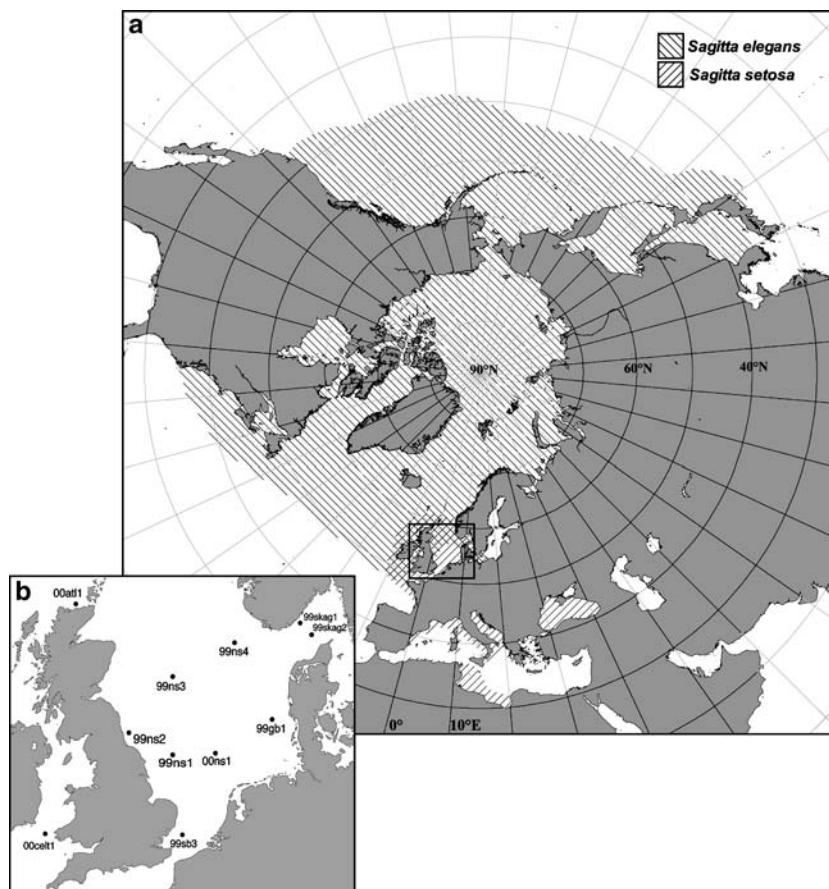 a
Sagitta elegans
Sagitta setosa
90°N
60°N
40°N
0°
10°E
b
00atl1
99skag1
99skag2
99ns4
99ns3
99gb1
99ns2
99ns1
00ns1
00celt1
99sb3